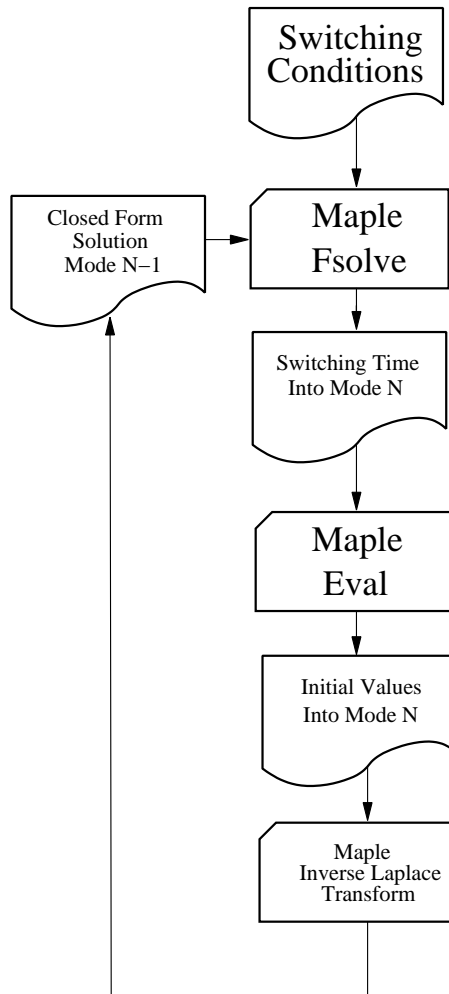 Switching
Conditions
Closed Form
Solution
Mode N−1
Maple
Fsolve
Switching Time
Into Mode N
Maple
Eval
Initial Values
Into Mode N
Maple
Inverse Laplace
Transform